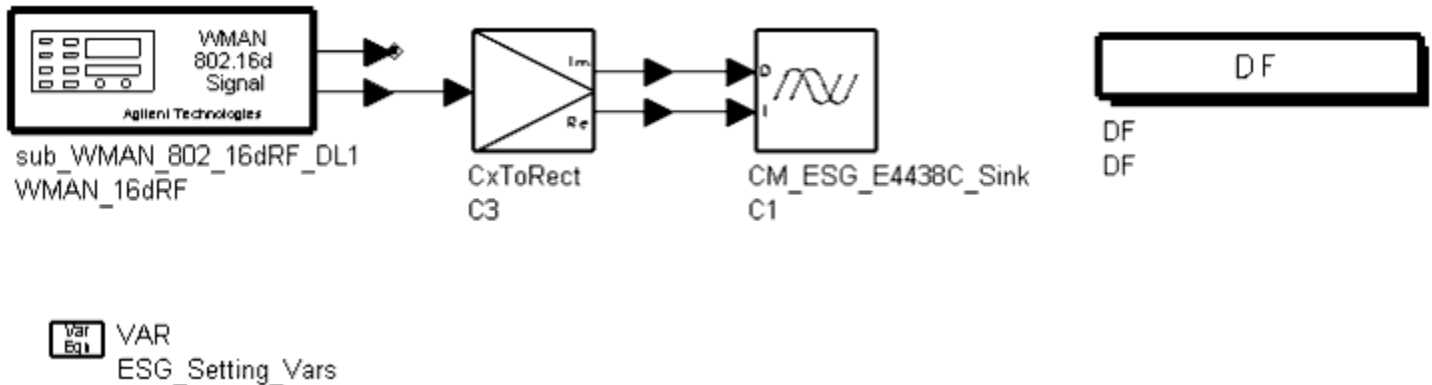 WMAN
802.16d
Signal
Agilent Technologies
sub_WMAN_802_16dRF_DL1
WMAN_16dRF
Im
Re
CxToRect
C3
Q
I
CM_ESG_E4438C_Sink
C1
DF
DF
DF
Var
Eqn
VAR
ESG_Setting_Vars